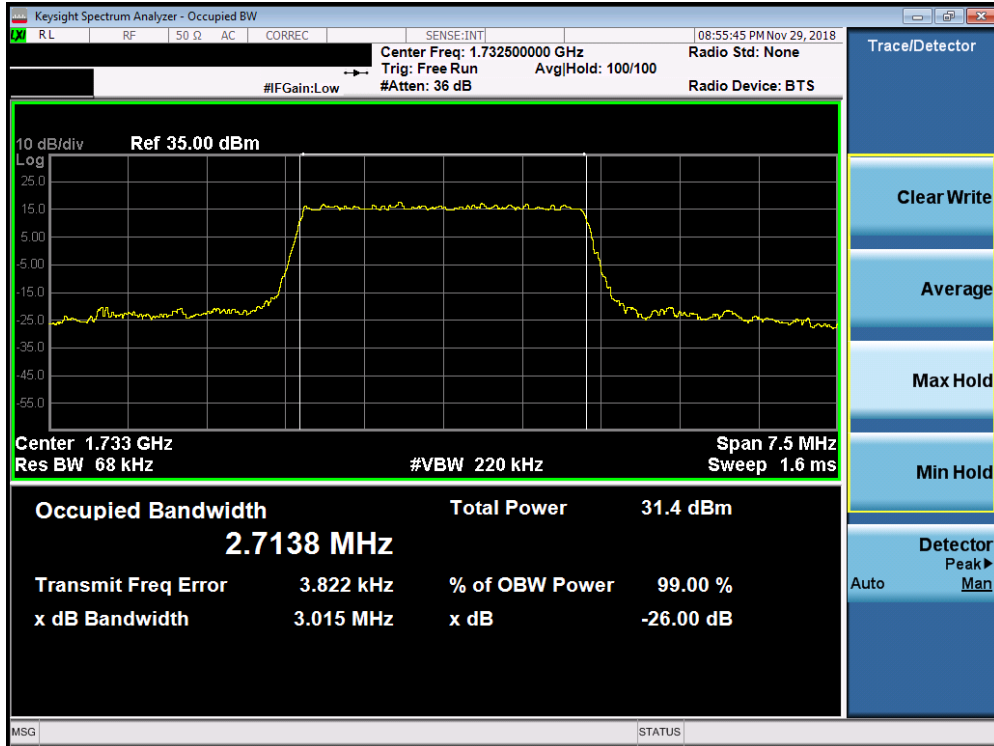 Keysight Spectrum Analyzer - Occupied BW
LXI RL RF 50 Ω AC CORREC SENSE:INT 08:55:45 PM Nov 29, 2018
Center Freq: 1.732500000 GHz Radio Std: None
Trig: Free Run Avg|Hold: 100/100
#IFGain:Low #Atten: 36 dB Radio Device: BTS
10 dB/div Ref 35.00 dBm
Log
25.0
15.0
5.00
-5.00
-15.0
-25.0
-35.0
-45.0
-55.0
Center 1.733 GHz Span 7.5 MHz
Res BW 68 kHz #VBW 220 kHz Sweep 1.6 ms
Occupied Bandwidth Total Power 31.4 dBm
2.7138 MHz
Transmit Freq Error 3.822 kHz % of OBW Power 99.00 %
x dB Bandwidth 3.015 MHz x dB -26.00 dB
MSG STATUS
Trace/Detector
Clear Write
Average
Max Hold
Min Hold
Detector
Peak▶
Auto Man